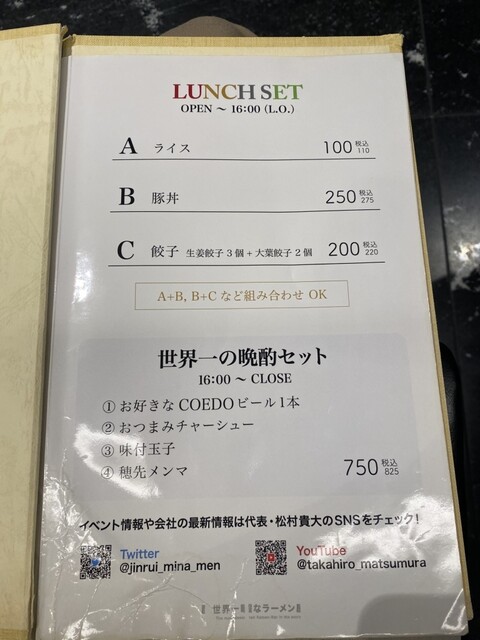 LUNCH SET
OPEN ~ 16:00 (L.O.)
A ライス 100 税込 110
B 豚丼 250 税込 275
C 餃子 生姜餃子3個+大葉餃子2個 200 税込 220
A+B, B+Cなど組み合わせ OK
世界一の晩酌セット
16:00 ~ CLOSE
① お好きな COEDO ビール1本
② おつまみチャーシュー
③ 味付玉子
④ 穂先メンマ 750 税込 825
イベント情報や会社の最新情報は代表・松村貴大のSNSをチェック!
Twitter
@jinrui_mina_men
YouTube
@takahiro_matsumura
世界一 なラーメン